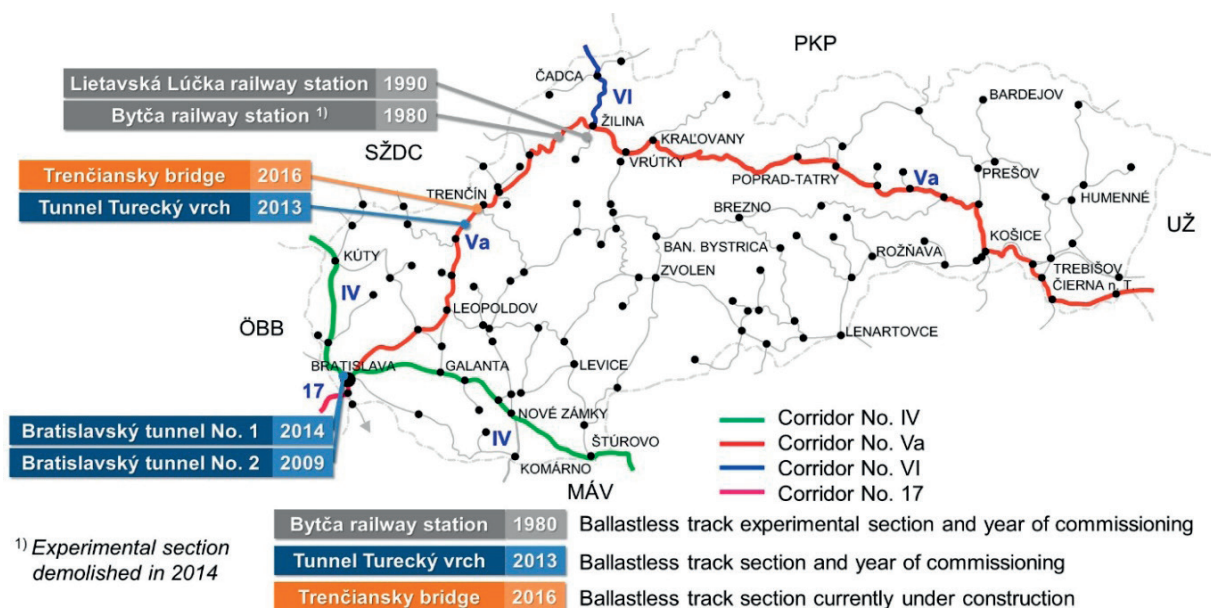 PKP
Lietavská Lúčka railway station 1990
Bytča railway station 1) 1980
ČADCA
VI
ŽILINA
BARDEJOV
SŽDC
KRAĽOVANY
VRÚTKY
Trenčiansky bridge 2016
Tunnel Turecký vrch 2013
TRENČÍN
POPRAD-TATRY
Va
PREŠOV
HUMENNÉ
BREZNO
UŽ
Va
KÚTY
BAN. BYSTRICA
ROŽŇAVA
KOŠICE
IV
ZVOLEN
TREBIŠOV
ČIERNA n. T.
LEOPOLDOV
ÖBB
LENARTOVCE
BRATISLAVA
GALANTA
LEVICE
17
NOVÉ ZÁMKY
Bratislavský tunnel No. 1 2014
Bratislavský tunnel No. 2 2009
IV
ŠTÚROVO
KOMÁRNO
MÁV
Corridor No. IV
Corridor No. Va
Corridor No. VI
Corridor No. 17
1) Experimental section
demolished in 2014
Bytča railway station 1980 Ballastless track experimental section and year of commissioning
Tunnel Turecký vrch 2013 Ballastless track section and year of commissioning
Trenčiansky bridge 2016 Ballastless track section currently under construction